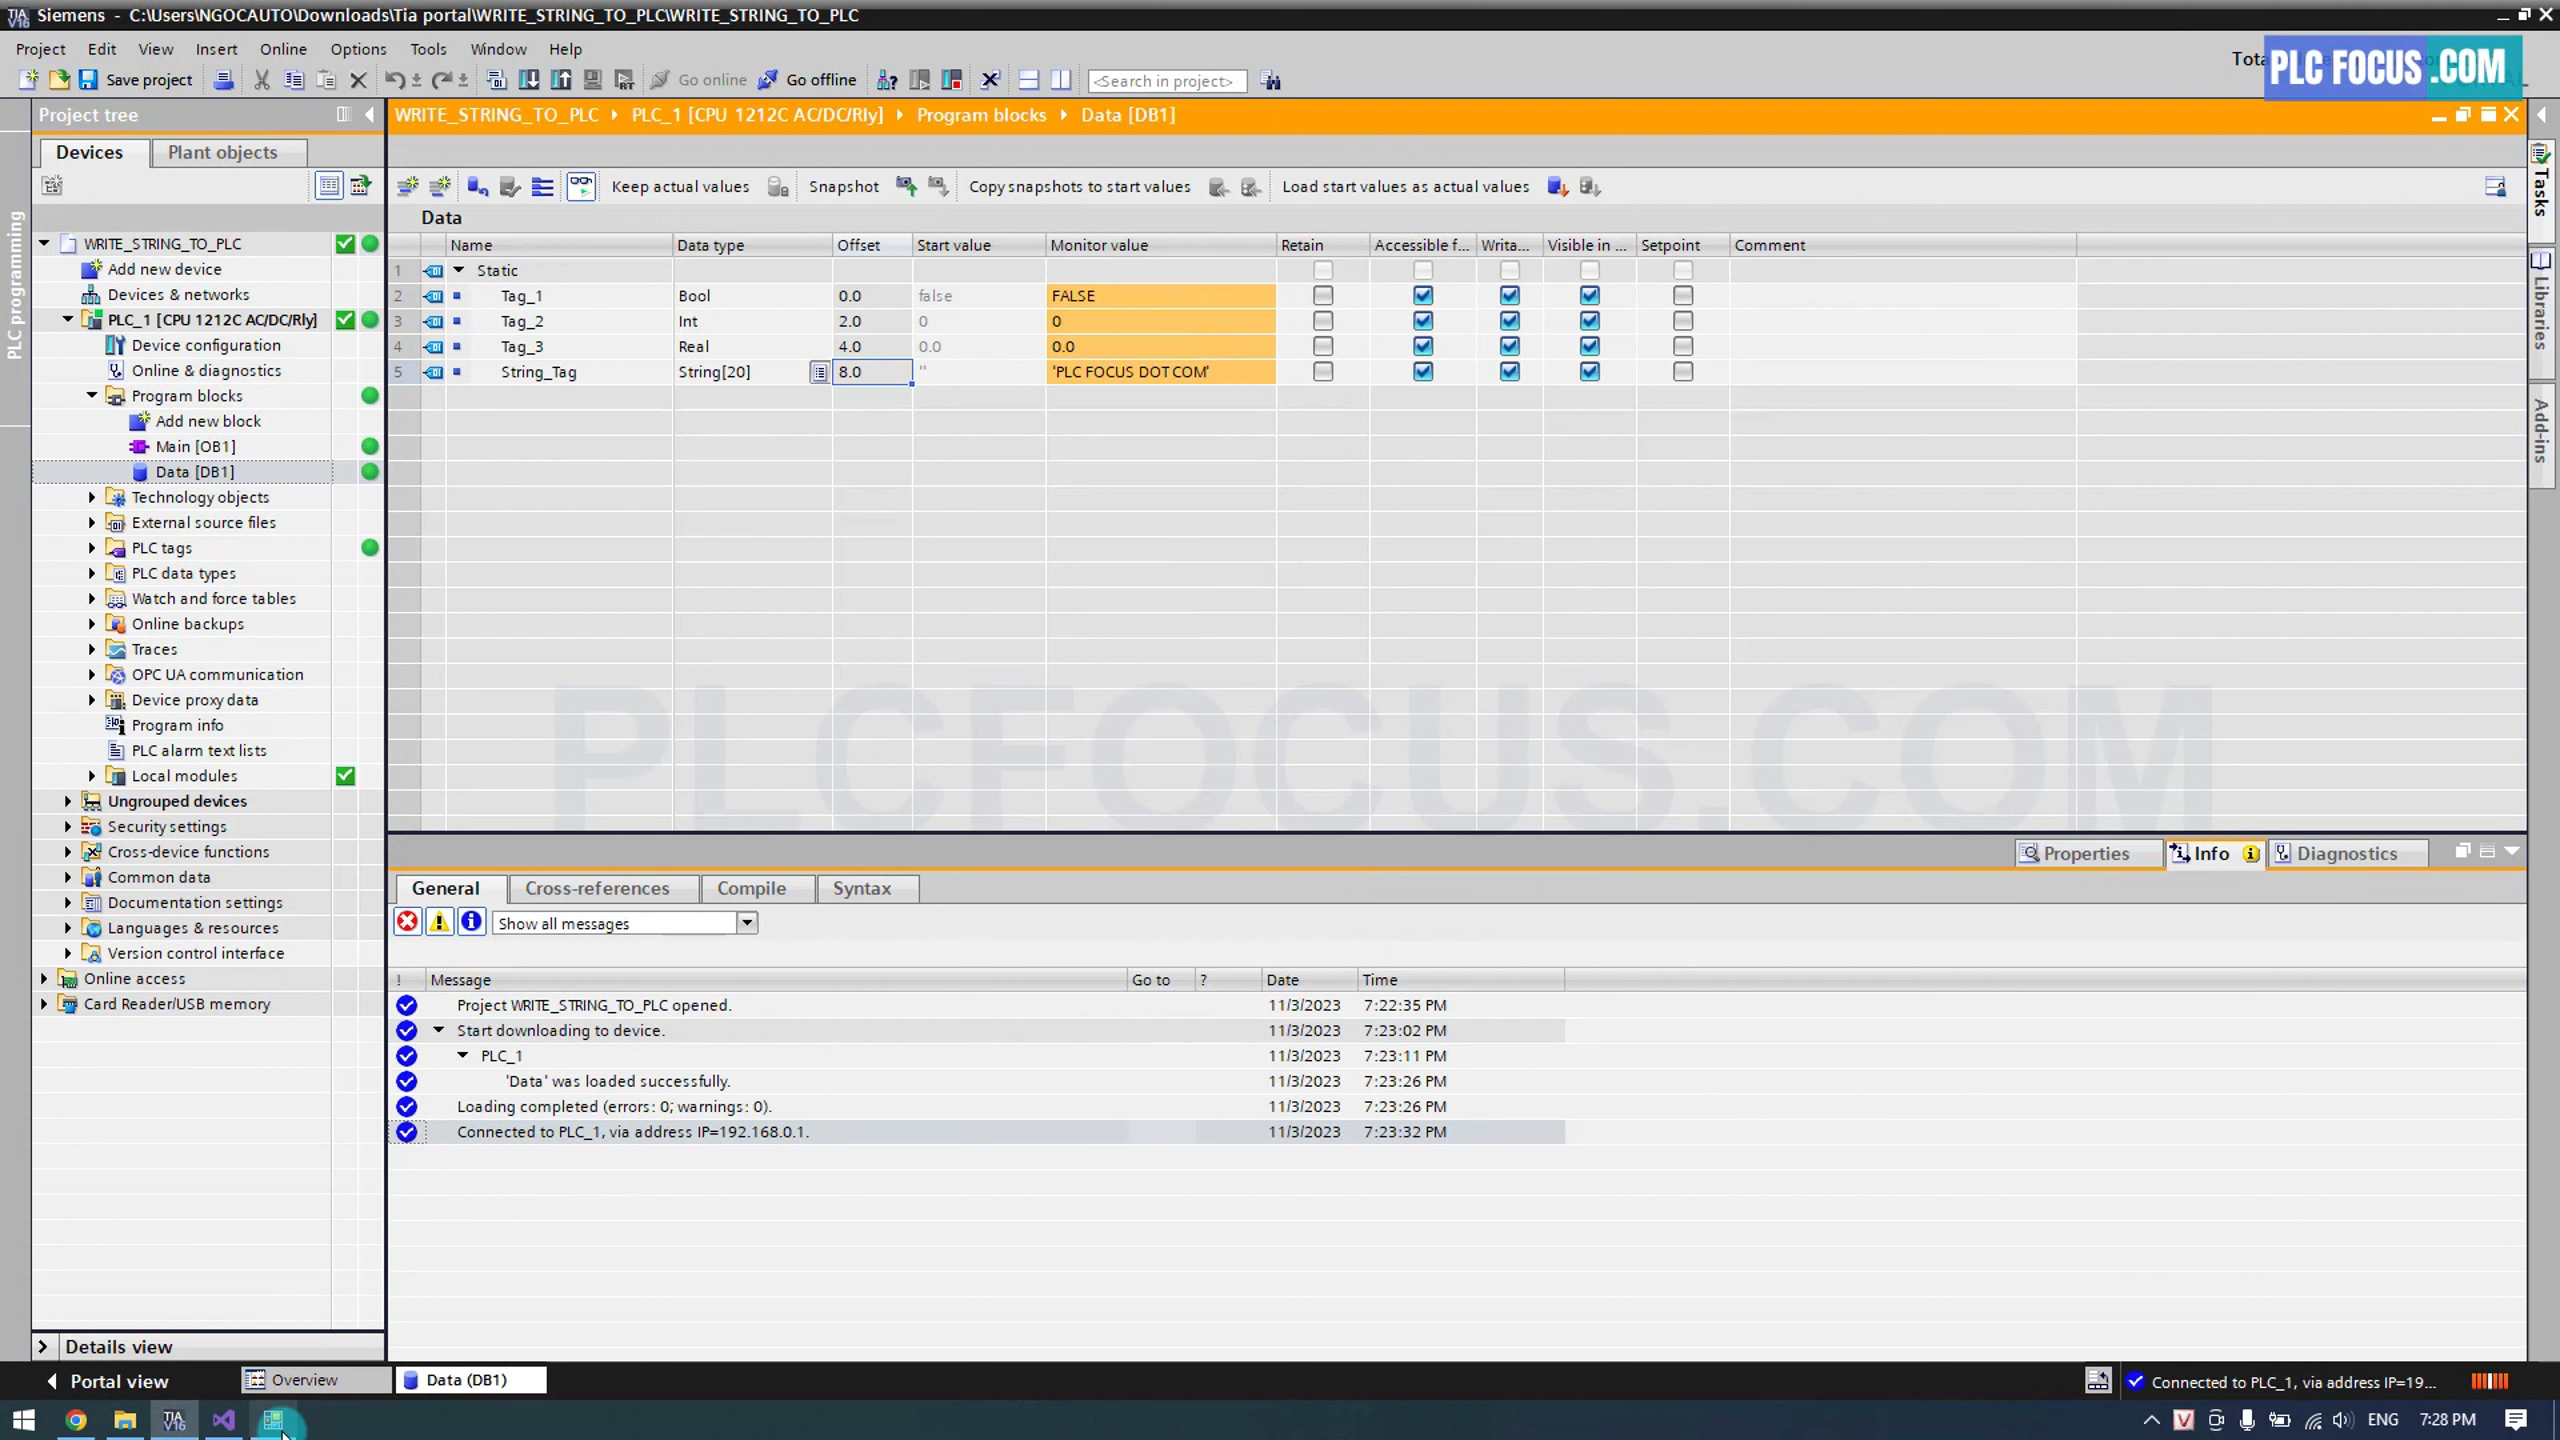 Siemens - C:\Users\NGOCAUTO\Downloads\Tia portal\WRITE_STRING_TO_PLC\WRITE_STRING_TO_PLC
Project Edit View Insert Online Options Tools Window Help
Save project Go online Go offline <Search in project>
PLC FOCUS .COM
Project tree
WRITE_STRING_TO_PLC PLC_1 [CPU 1212C AC/DC/Rly] Program blocks Data [DB1]
Devices Plant objects
Keep actual values Snapshot Copy snapshots to start values Load start values as actual values
Data
Name Data type Offset Start value Monitor value Retain Accessible f... Writa... Visible in ... Setpoint Comment
1 Static
2 Tag_1 Bool 0.0 false FALSE
3 Tag_2 Int 2.0 0 0
4 Tag_3 Real 4.0 0.0 0.0
5 String_Tag String[20] 8.0 '' 'PLC FOCUS DOT COM'
PLC programming
WRITE_STRING_TO_PLC
Add new device
Devices & networks
PLC_1 [CPU 1212C AC/DC/Rly]
Device configuration
Online & diagnostics
Program blocks
Add new block
Main [OB1]
Data [DB1]
Technology objects
External source files
PLC tags
PLC data types
Watch and force tables
Online backups
Traces
OPC UA communication
Device proxy data
Program info
PLC alarm text lists
Local modules
Ungrouped devices
Security settings
Cross-device functions
Common data
Documentation settings
Languages & resources
Version control interface
Online access
Card Reader/USB memory
Tasks
Libraries
Add-ins
PLCFOCUS.COM
Properties Info Diagnostics
General Cross-references Compile Syntax
Show all messages
! Message Go to ? Date Time
Project WRITE_STRING_TO_PLC opened. 11/3/2023 7:22:35 PM
Start downloading to device. 11/3/2023 7:23:02 PM
PLC_1 11/3/2023 7:23:11 PM
'Data' was loaded successfully. 11/3/2023 7:23:26 PM
Loading completed (errors: 0; warnings: 0). 11/3/2023 7:23:26 PM
Connected to PLC_1, via address IP=192.168.0.1. 11/3/2023 7:23:32 PM
Details view
Portal view Overview Data (DB1) Connected to PLC_1, via address IP=19...
TIA V16 ENG 7:28 PM